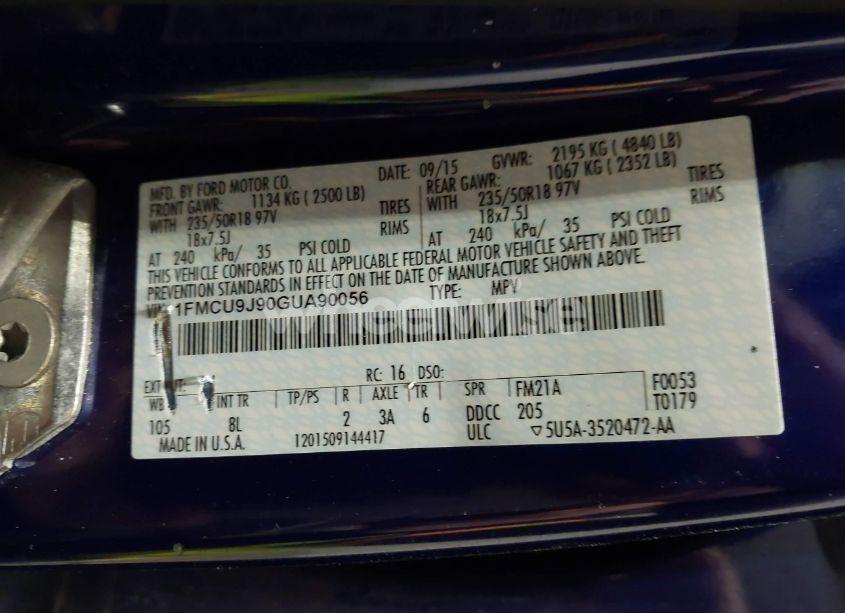 MFD. BY FORD MOTOR CO. DATE: 09/15 GVWR: 2195 KG ( 4840 LB)
FRONT GAWR: 1134 KG ( 2500 LB) REAR GAWR: 1067 KG ( 2352 LB)
WITH 235/50R18 97V TIRES WITH 235/50R18 97V TIRES
18x7.5J RIMS 18x7.5J RIMS
AT 240 kPa/ 35 PSI COLD AT 240 kPa/ 35 PSI COLD
THIS VEHICLE CONFORMS TO ALL APPLICABLE FEDERAL MOTOR VEHICLE SAFETY AND THEFT
PREVENTION STANDARDS IN EFFECT ON THE DATE OF MANUFACTURE SHOWN ABOVE.
1FMCU9J90GUA90056 TYPE: MPV
RC: 16 DSO:
WB INT TR TP/PS R AXLE TR SPR FM21A F0053
105 8L 2 3A 6 DDCC 205 T0179
MADE IN U.S.A. 1201509144417 ULC ▽5U5A-3520472-AA